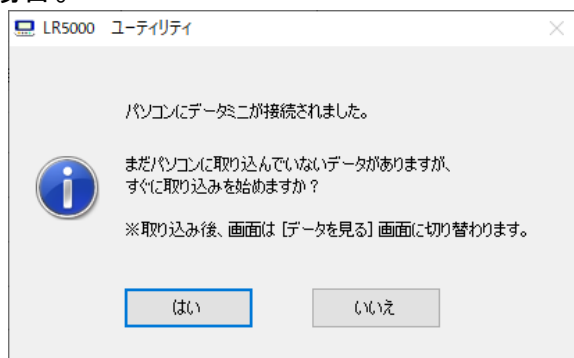 LR5000 ユーティリティ
パソコンにデータミニが接続されました。
まだパソコンに取り込んでいないデータがありますが、
すぐに取り込みを始めますか？
※取り込み後、画面は [データを見る] 画面に切り替わります。
はい
いいえ